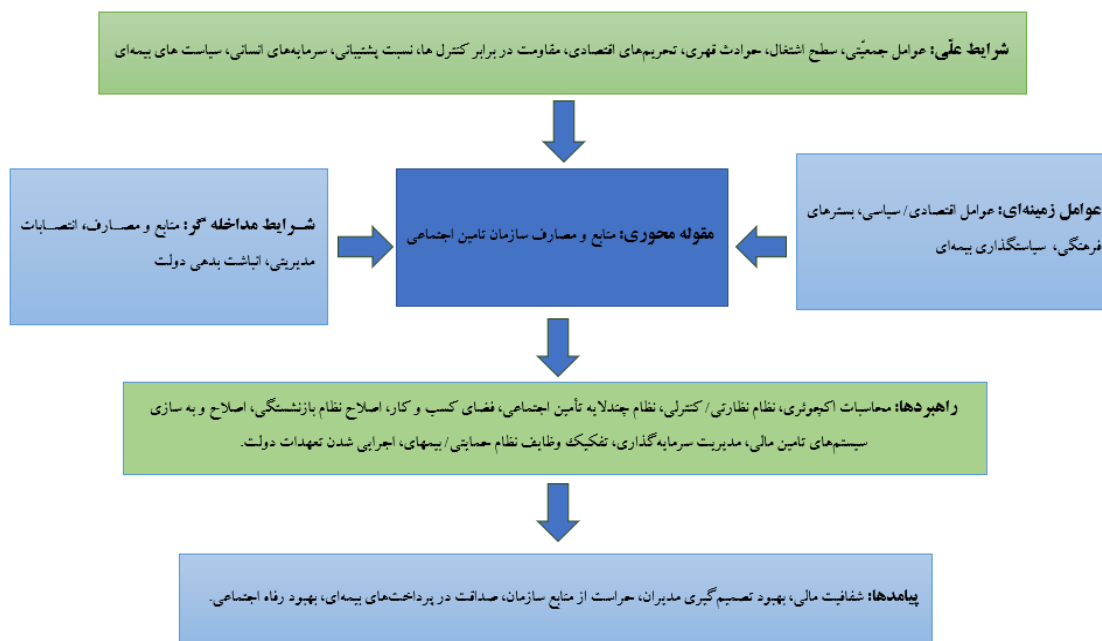 شرایط علّی: عوامل جمعیّتی، سطح اشتغال، حوادث قهری، تحریم‌های اقتصادی، مقاومت در برابر کنترل ها، نسبت پشتیبانی، سرمایه‌های انسانی، سیاست های بیمه‌ای
عوامل زمینه‌ای: عوامل اقتصادی/ سیاسی، بسترهای
فرهنگی، سیاستگذاری بیمه‌ای
مقوله محوری: منابع و مصارف سازمان تامین اجتماعی
شرایط مداخله گر: منابع و مصارف، انتصابات
مدیریتی، انباشت بدهی دولت
راهبردها: محاسبات اکچوئری، نظام نظارتی/ کنترلی، نظام چندلایه تأمین اجتماعی، فضای کسب و کار، اصلاح نظام بازنشستگی، اصلاح و به سازی
سیستم‌های تامین مالی، مدیریت سرمایه‌گذاری، تفکیک وظایف نظام حمایتی/ بیمه‌ای، اجرایی شدن تعهدات دولت.
پیامدها: شفافیت مالی، بهبود تصمیم‌گیری مدیران، حراست از منابع سازمان، صداقت در پرداخت‌های بیمه‌ای، بهبود رفاه اجتماعی.